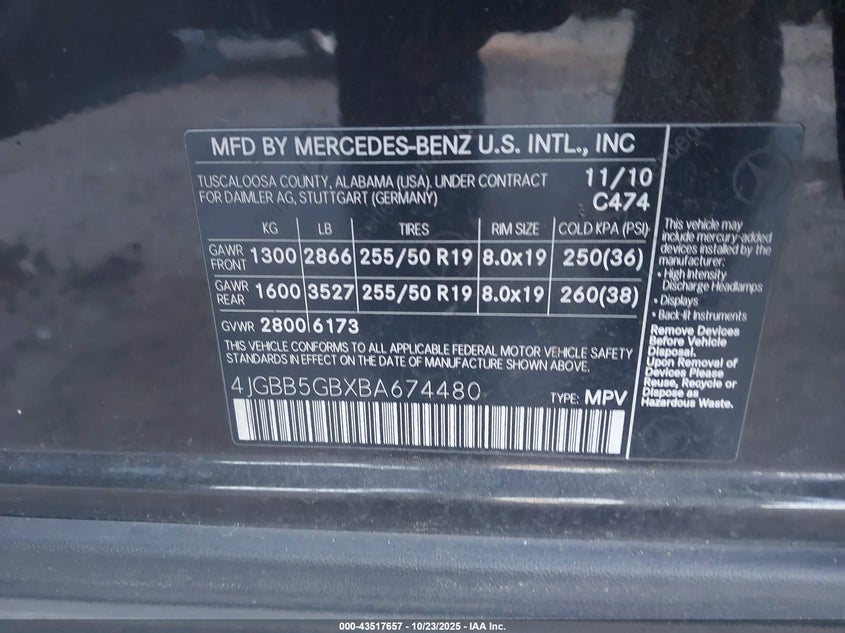 MFD BY MERCEDES-BENZ U.S. INTL., INC
TUSCALOOSA COUNTY, ALABAMA (USA). UNDER CONTRACT
FOR DAIMLER AG, STUTTGART (GERMANY)
11/10
C474
KG LB TIRES RIM SIZE COLD KPA (PSI)
GAWR FRONT 1300 2866 255/50 R19 8.0x19 250(36)
GAWR REAR 1600 3527 255/50 R19 8.0x19 260(38)
GVWR 2800 6173
THIS VEHICLE CONFORMS TO ALL APPLICABLE FEDERAL MOTOR VEHICLE SAFETY
STANDARDS IN EFFECT ON THE DATE OF MANUFACTURE SHOWN ABOVE.
4JGBB5GBXBA674480 TYPE: MPV
This vehicle may
include mercury-added
devices installed by the
manufacturer:
• High Intensity
Discharge Headlamps
• Displays
• Back-lit Instruments
Remove Devices
Before Vehicle
Disposal.
Upon Removal of
Devices Please
Reuse, Recycle or
Dispose as
Hazardous Waste.
000-43517657 - 10/23/2025 - IAA Inc.